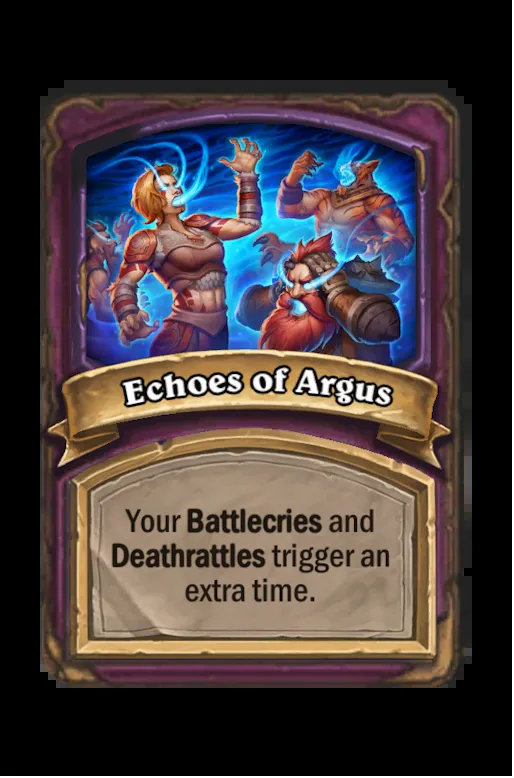 Echoes of Argus
Your Battlecries and
Deathrattles trigger an
extra time.